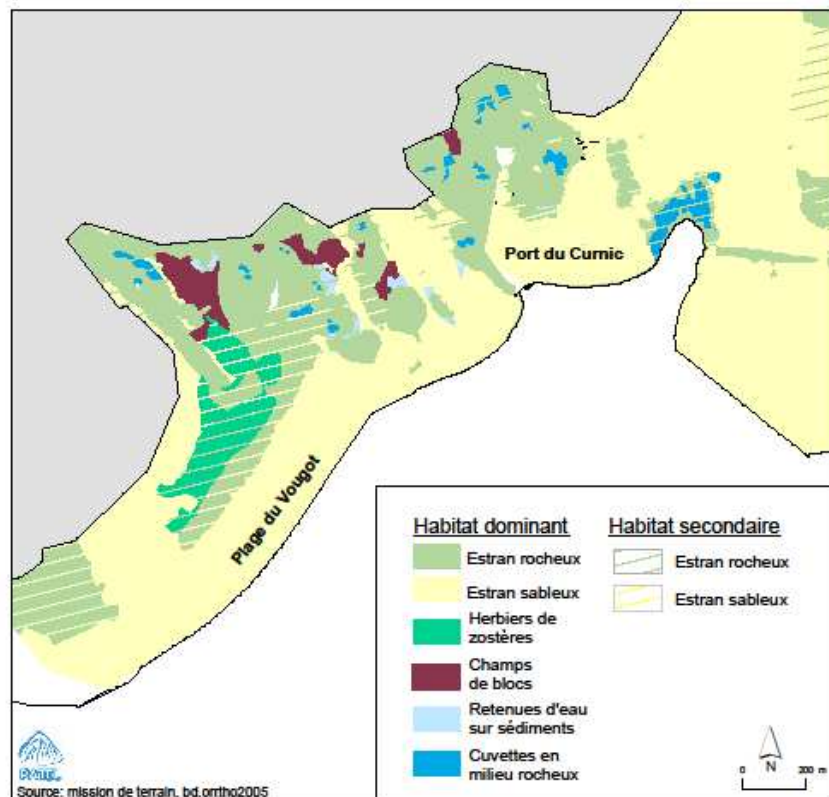 Port du Curnic
Plage du Vougot
Habitat dominant
Estran rocheux
Estran sableux
Herbiers de
zostères
Champs
de blocs
Retenues d'eau
sur sédiments
Cuvettes en
milieu rocheux
Habitat secondaire
Estran rocheux
Estran sableux
N
0 200 m
Source: mission de terrain, bd.orrtho2005